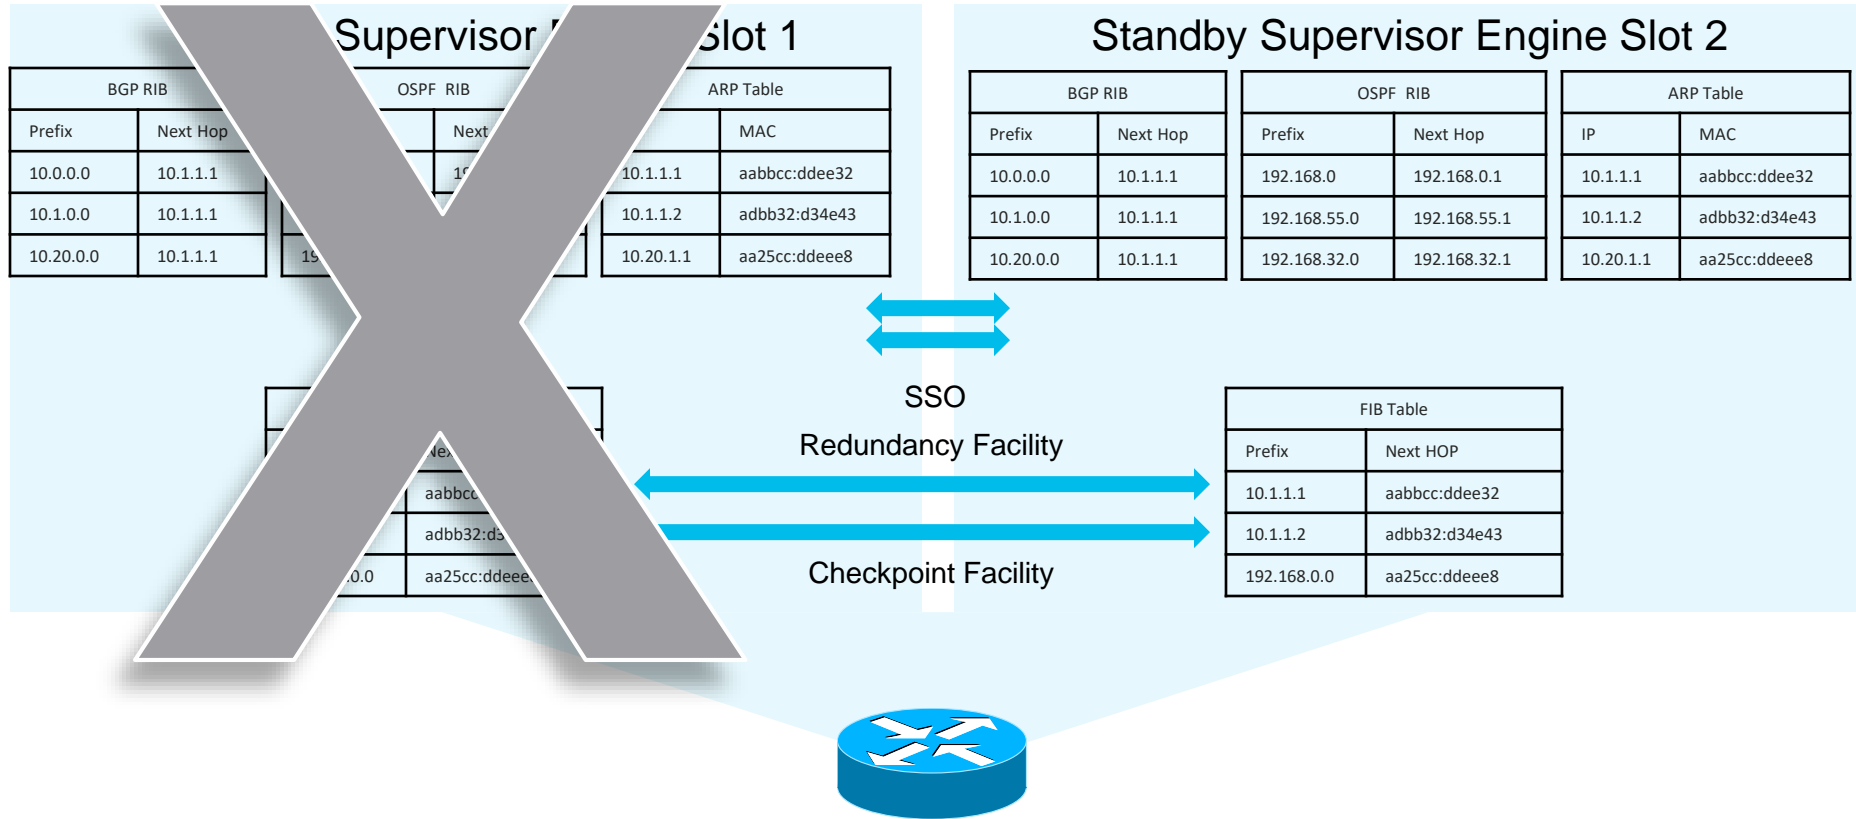 Supervisor Slot 1
BGP RIB
Prefix Next Hop
10.0.0.0 10.1.1.1
10.1.0.0 10.1.1.1
10.20.0.0 10.1.1.1
OSPF RIB
Next
ARP Table
MAC
10.1.1.1 aabbcc:ddee32
10.1.1.2 adbb32:d34e43
10.20.1.1 aa25cc:ddeee8
Standby Supervisor Engine Slot 2
BGP RIB
Prefix Next Hop
10.0.0.0 10.1.1.1
10.1.0.0 10.1.1.1
10.20.0.0 10.1.1.1
OSPF RIB
Prefix Next Hop
192.168.0 192.168.0.1
192.168.55.0 192.168.55.1
192.168.32.0 192.168.32.1
ARP Table
IP MAC
10.1.1.1 aabbcc:ddee32
10.1.1.2 adbb32:d34e43
10.20.1.1 aa25cc:ddeee8
SSO
Redundancy Facility
Checkpoint Facility
FIB Table
Prefix Next HOP
10.1.1.1 aabbcc:ddee32
10.1.1.2 adbb32:d34e43
192.168.0.0 aa25cc:ddeee8